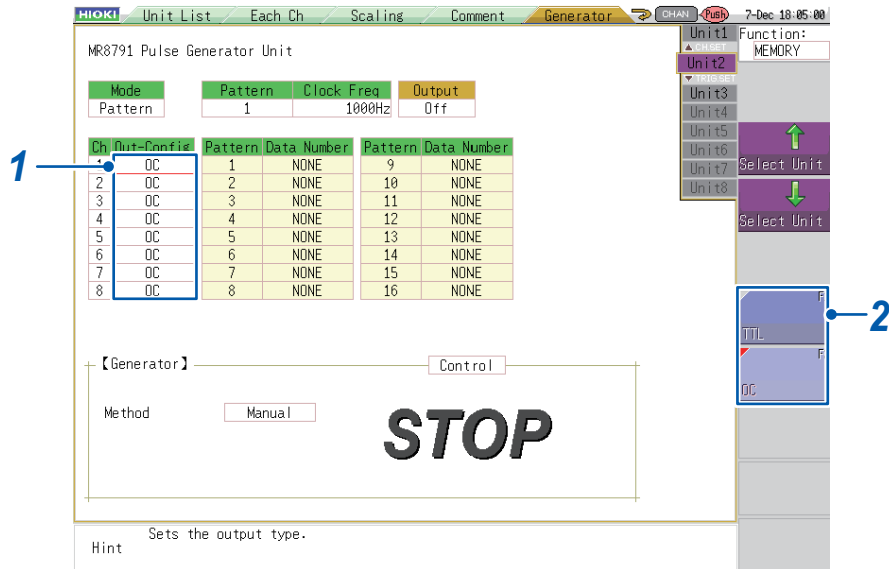 HIOKI Unit List Each Ch Scaling Comment Generator CHAN Push 7-Dec 18:05:00
MR8791 Pulse Generator Unit
Mode Pattern Clock Freq Output
Pattern 1 1000Hz Off
Ch Out-Config Pattern Data Number Pattern Data Number
OC 1 NONE 9 NONE
2 OC 2 NONE 10 NONE
3 OC 3 NONE 11 NONE
4 OC 4 NONE 12 NONE
5 OC 5 NONE 13 NONE
6 OC 6 NONE 14 NONE
7 OC 7 NONE 15 NONE
8 OC 8 NONE 16 NONE
1
【Generator】 Control
Method Manual
STOP
Hint Sets the output type.
Unit1
▲ CH.SET
Unit2
▼ TRIG.SET
Unit3
Unit4
Unit5
Unit6
Unit7
Unit8
Function:
MEMORY
Select Unit
Select Unit
F
TTL
F
OC
2